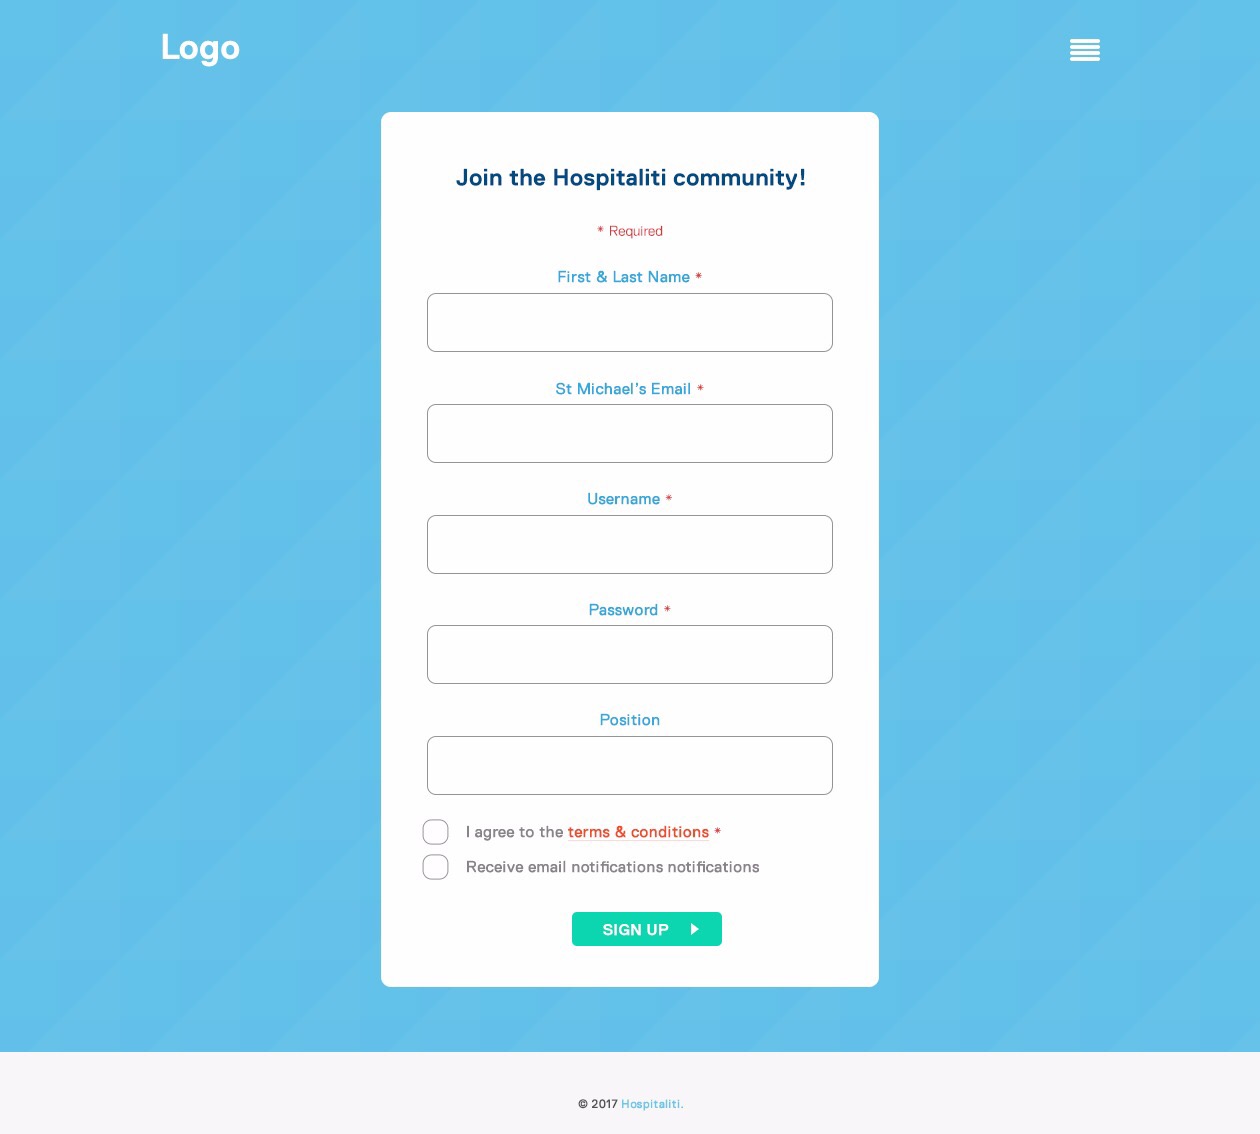 Logo
Join the Hospitaliti community!
* Required
First & Last Name *
St Michael's Email *
Username *
Password *
Position
I agree to the terms & conditions *
Receive email notifications notifications
SIGN UP
© 2017 Hospitaliti.